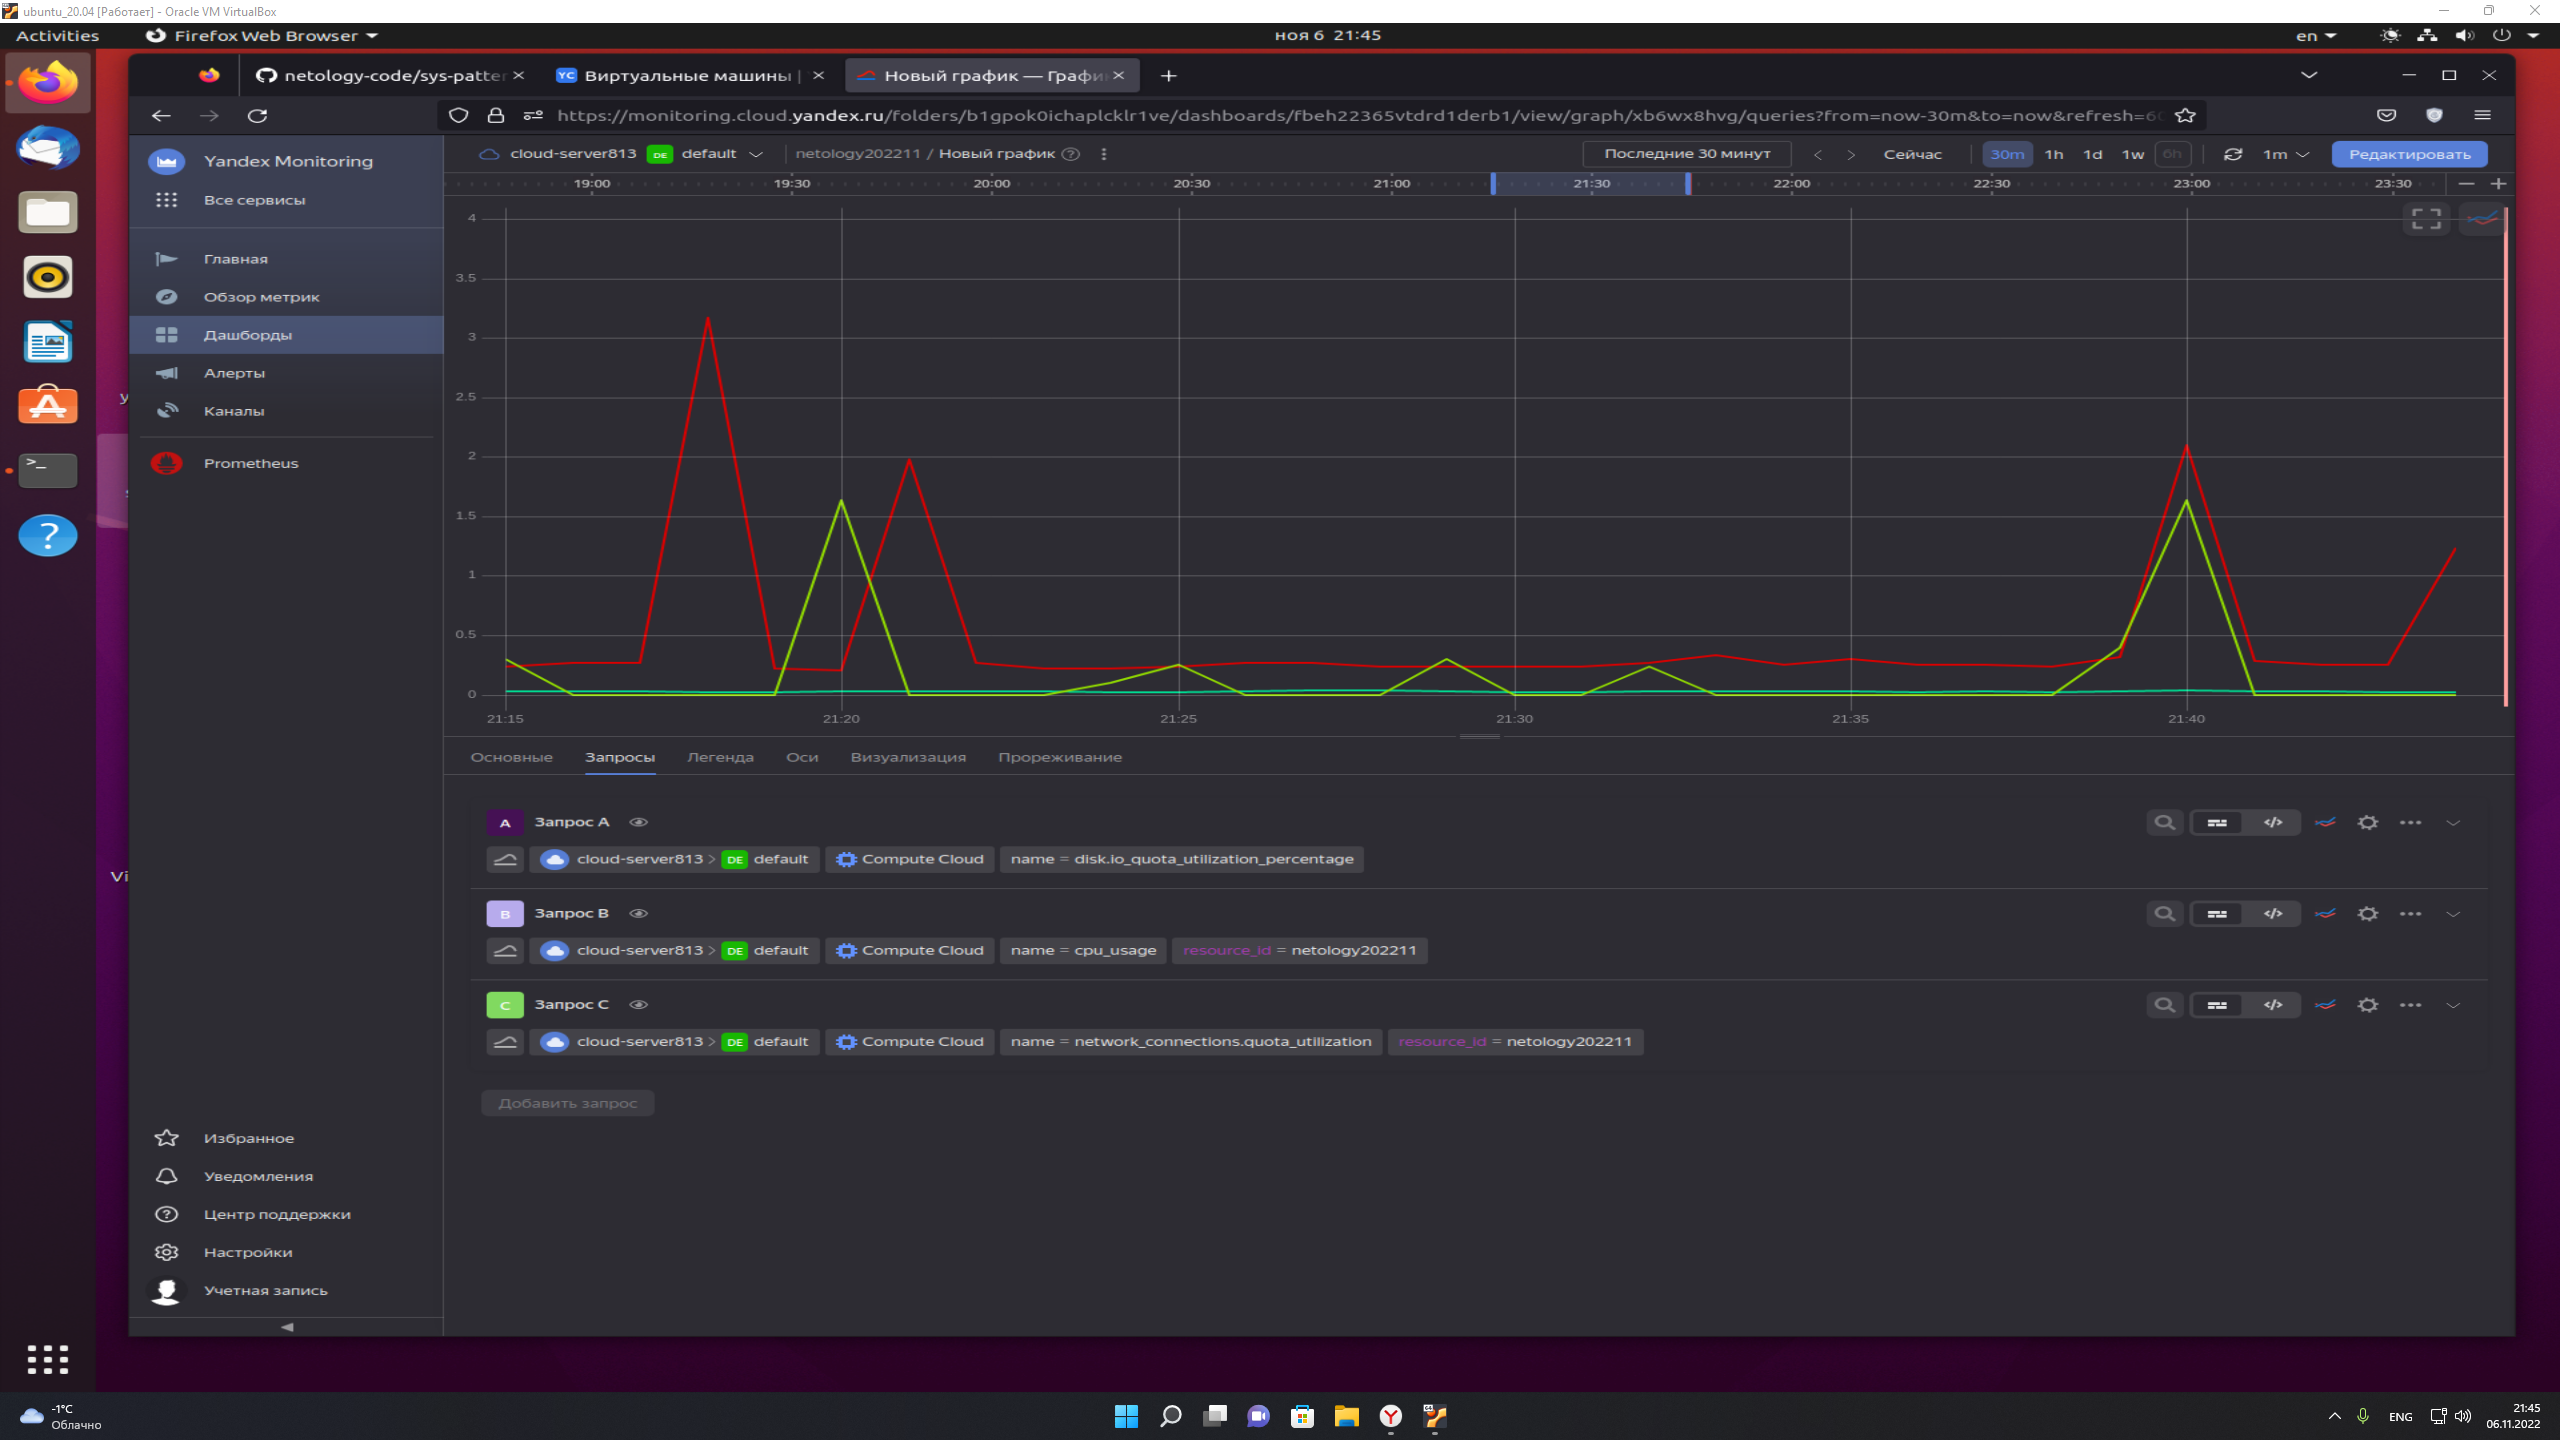 ubuntu_20.04 [Работает] - Oracle VM VirtualBox
Activities
Firefox Web Browser
ноя 6 21:45
en
netology-code/sys-patter
YC Виртуальные машины |
Новый график — Графи
https://monitoring.cloud.yandex.ru/folders/b1gpok0ichaplcklr1ve/dashboards/fbeh22365vtdrd1derb1/view/graph/xb6wx8hvg/queries?from=now-30m&to=now&refresh=60
Yandex Monitoring
Все сервисы
Главная
Обзор метрик
Дашборды
Алерты
Каналы
Prometheus
Избранное
Уведомления
Центр поддержки
Настройки
Учетная запись
cloud-server813 DE default
netology202211 / Новый график
Последние 30 минут
Сейчас
30m 1h 1d 1w 6h
1m
Редактировать
19:00 19:30 20:00 20:30 21:00 21:30 22:00 22:30 23:00 23:30
4
3.5
3
2.5
2
1.5
1
0.5
0
21:15 21:20 21:25 21:30 21:35 21:40
Основные Запросы Легенда Оси Визуализация Прореживание
A Запрос A
cloud-server813 > DE default Compute Cloud name = disk.io_quota_utilization_percentage
B Запрос B
cloud-server813 > DE default Compute Cloud name = cpu_usage resource_id = netology202211
C Запрос C
cloud-server813 > DE default Compute Cloud name = network_connections.quota_utilization resource_id = netology202211
Добавить запрос
Vi
-1°C
Облачно
ENG
21:45
06.11.2022